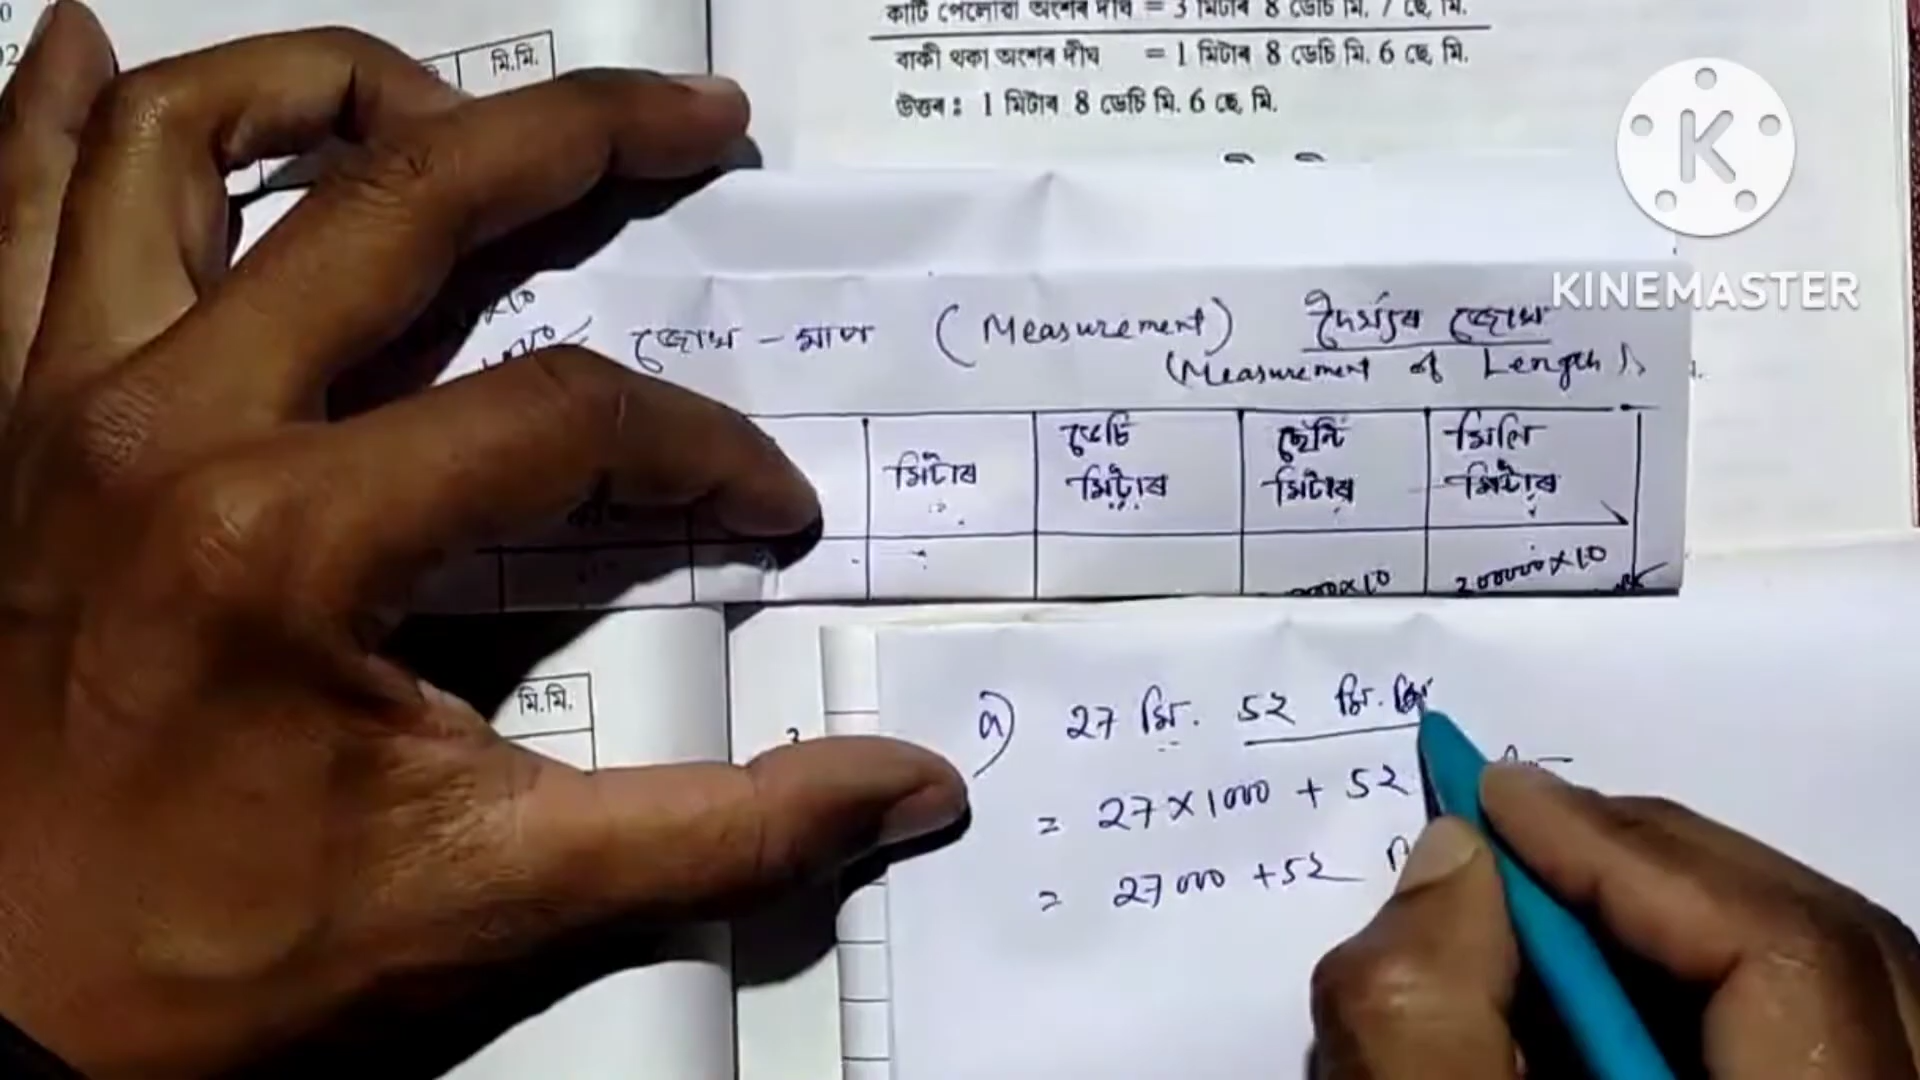 কাটি পেলোৱা অংশৰ দীঘ = 3 মিটাৰ 8 ডেচি মি. 7 ছে. মি.
বাকী থকা অংশৰ দীঘ = 1 মিটাৰ 8 ডেচি মি. 6 ছে. মি.
উত্তৰ : 1 মিটাৰ 8 ডেচি মি. 6 ছে. মি.
মি.মি.
KINEMASTER
জোখ - মাপ (Measurement) দৈৰ্ঘ্যৰ জোখ
(Measurement of Length)
মিটাৰ ডেচি মিটাৰ ছেন্টি মিটাৰ মিলি মিটাৰ
মি.মি.
a) 27 মি. 52 মি. মি.
= 27 × 1000 + 52
= 27000 + 52